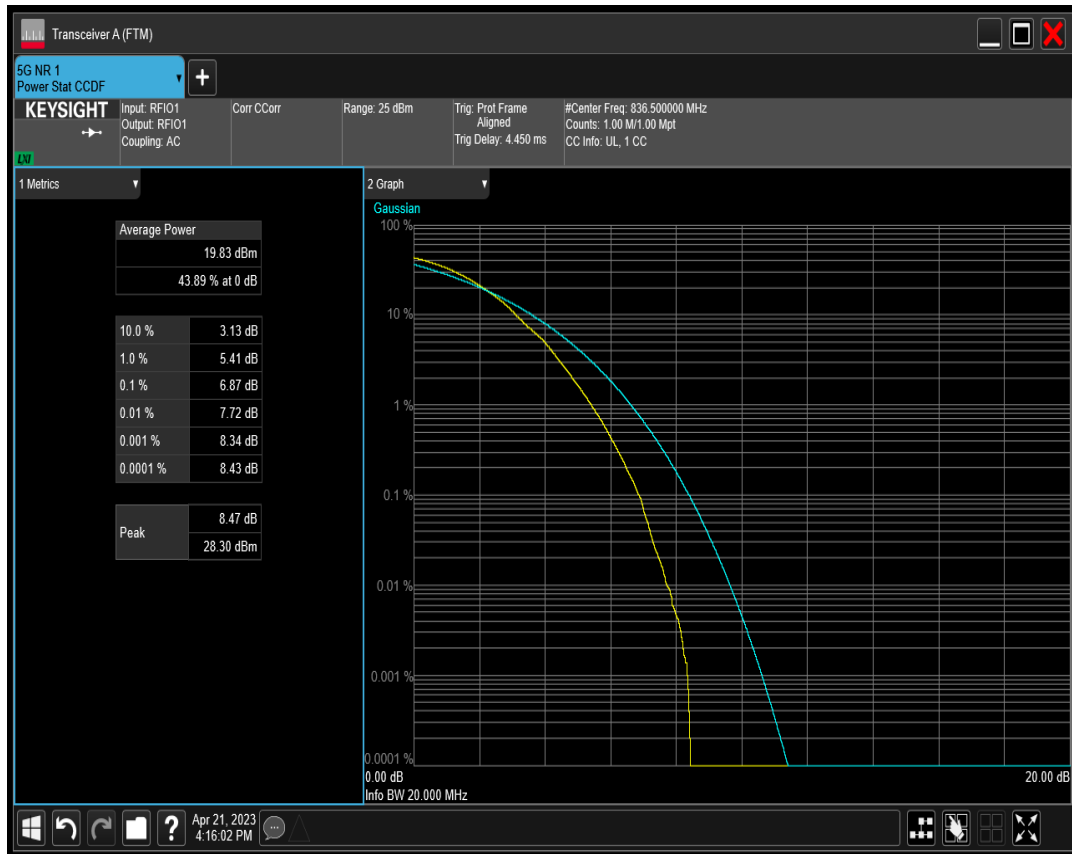 Transceiver A (FTM)
5G NR 1
Power Stat CCDF
+
KEYSIGHT
LXI
Input: RFIO1
Output: RFIO1
Coupling: AC
Corr CCorr
Range: 25 dBm
Trig: Prot Frame
Aligned
Trig Delay: 4.450 ms
#Center Freq: 836.500000 MHz
Counts: 1.00 M/1.00 Mpt
CC Info: UL, 1 CC
1 Metrics
Average Power
19.83 dBm
43.89 % at 0 dB
10.0 % 3.13 dB
1.0 % 5.41 dB
0.1 % 6.87 dB
0.01 % 7.72 dB
0.001 % 8.34 dB
0.0001 % 8.43 dB
Peak 8.47 dB
28.30 dBm
2 Graph
Gaussian
100 %
10 %
1 %
0.1 %
0.01 %
0.001 %
0.0001 %
0.00 dB 20.00 dB
Info BW 20.000 MHz
?
Apr 21, 2023
4:16:02 PM